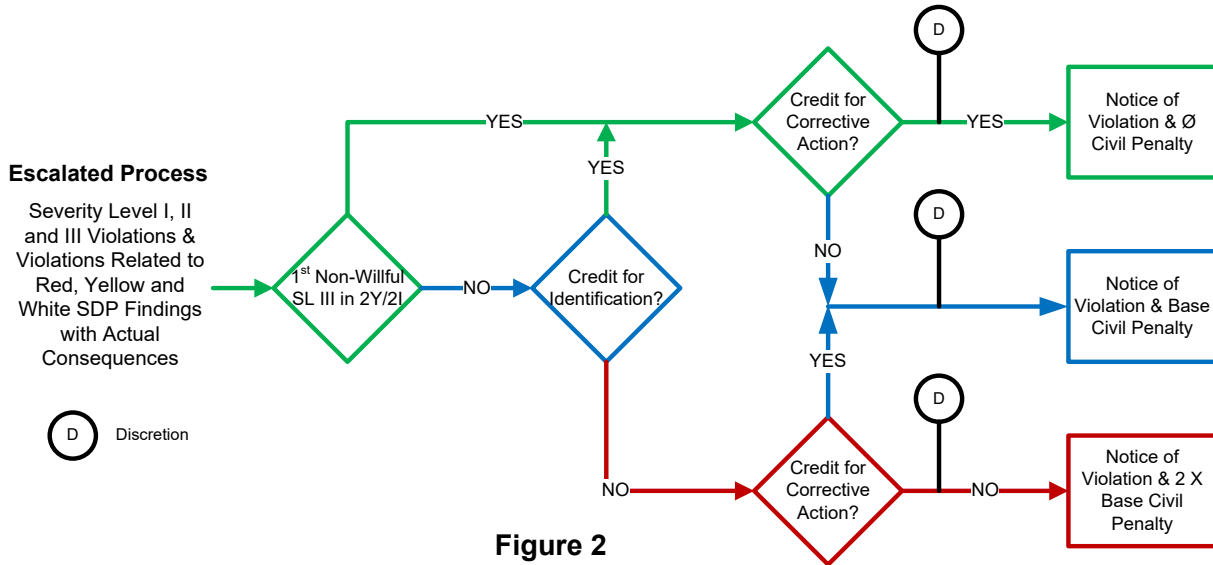 Escalated Process
Severity Level I, II
and III Violations &
Violations Related to
Red, Yellow and
White SDP Findings
with Actual
Consequences
D
Discretion
1st Non-Willful
SL III in 2Y/2I
YES
NO
Credit for
Identification?
YES
NO
Credit for
Corrective
Action?
D
YES
Notice of
Violation & Ø
Civil Penalty
NO
D
Notice of
Violation & Base
Civil Penalty
YES
Credit for
Corrective
Action?
D
NO
Notice of
Violation & 2 X
Base Civil
Penalty
Figure 2